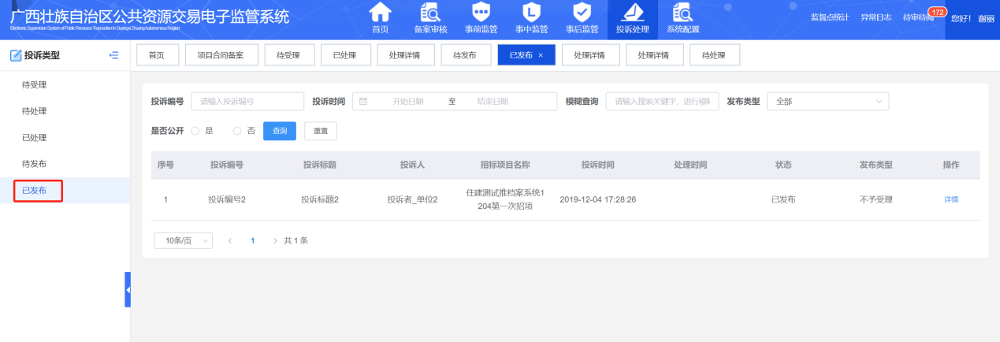 广西壮族自治区公共资源交易电子监管系统
Electronic Supervision System of Public Resource Transaction in Guangxi Zhuang Autonomous Region
首页 备案审核 事前监管 事中监管 事后监管 投诉处理 系统配置
监督点统计 异常日志 待审待阅 172 您好! 谢丽
投诉类型
首页 项目合同备案 待受理 已处理 处理详情 待发布 已发布 × 处理详情 处理详情 待处理
待受理
待处理
已处理
待发布
已发布
投诉编号 请输入投诉编号 投诉时间 开始日期 至 结束日期 模糊查询 请输入搜索关键字，进行模 发布类型 全部
是否公开 是 否 查询 重置
序号 投诉编号 投诉标题 投诉人 招标项目名称 投诉时间 处理时间 状态 发布类型 操作
1 投诉编号2 投诉标题2 投诉者_单位2 住建测试推档案系统1 2019-12-04 17:28:26 已发布 不予受理 详情
204第一次招项
10条/页 1 共 1 条